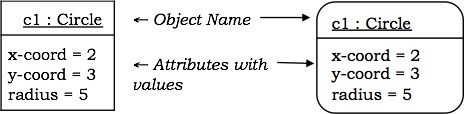 c1 : Circle
x-coord = 2
y-coord = 3
radius = 5
Object Name
Attributes with
values
c1 : Circle
x-coord = 2
y-coord = 3
radius = 5